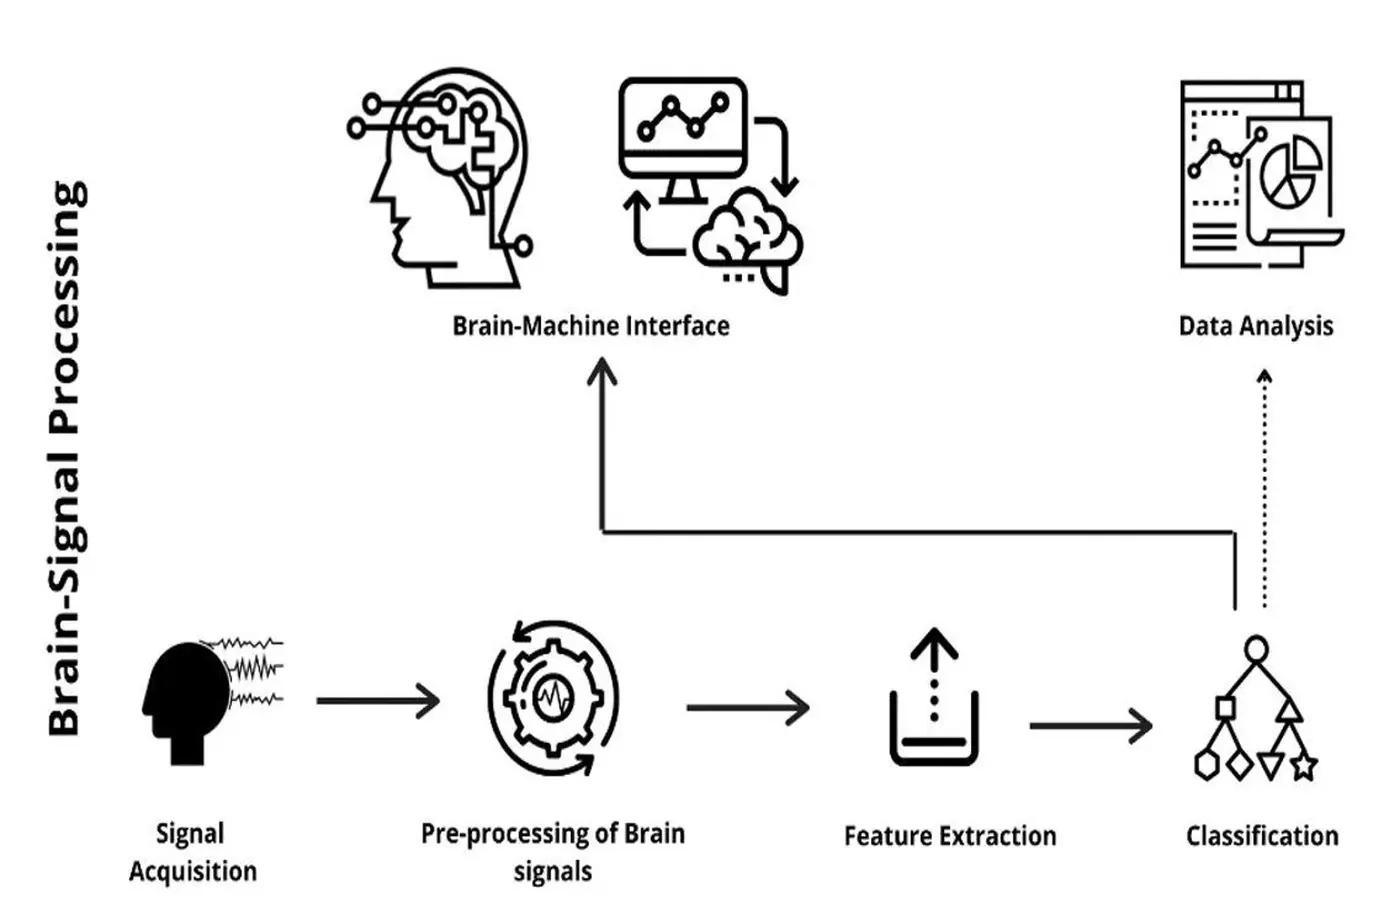 Brain-Signal Processing
Brain-Machine Interface
Data Analysis
Signal
Acquisition
Pre-processing of Brain
signals
Feature Extraction
Classification